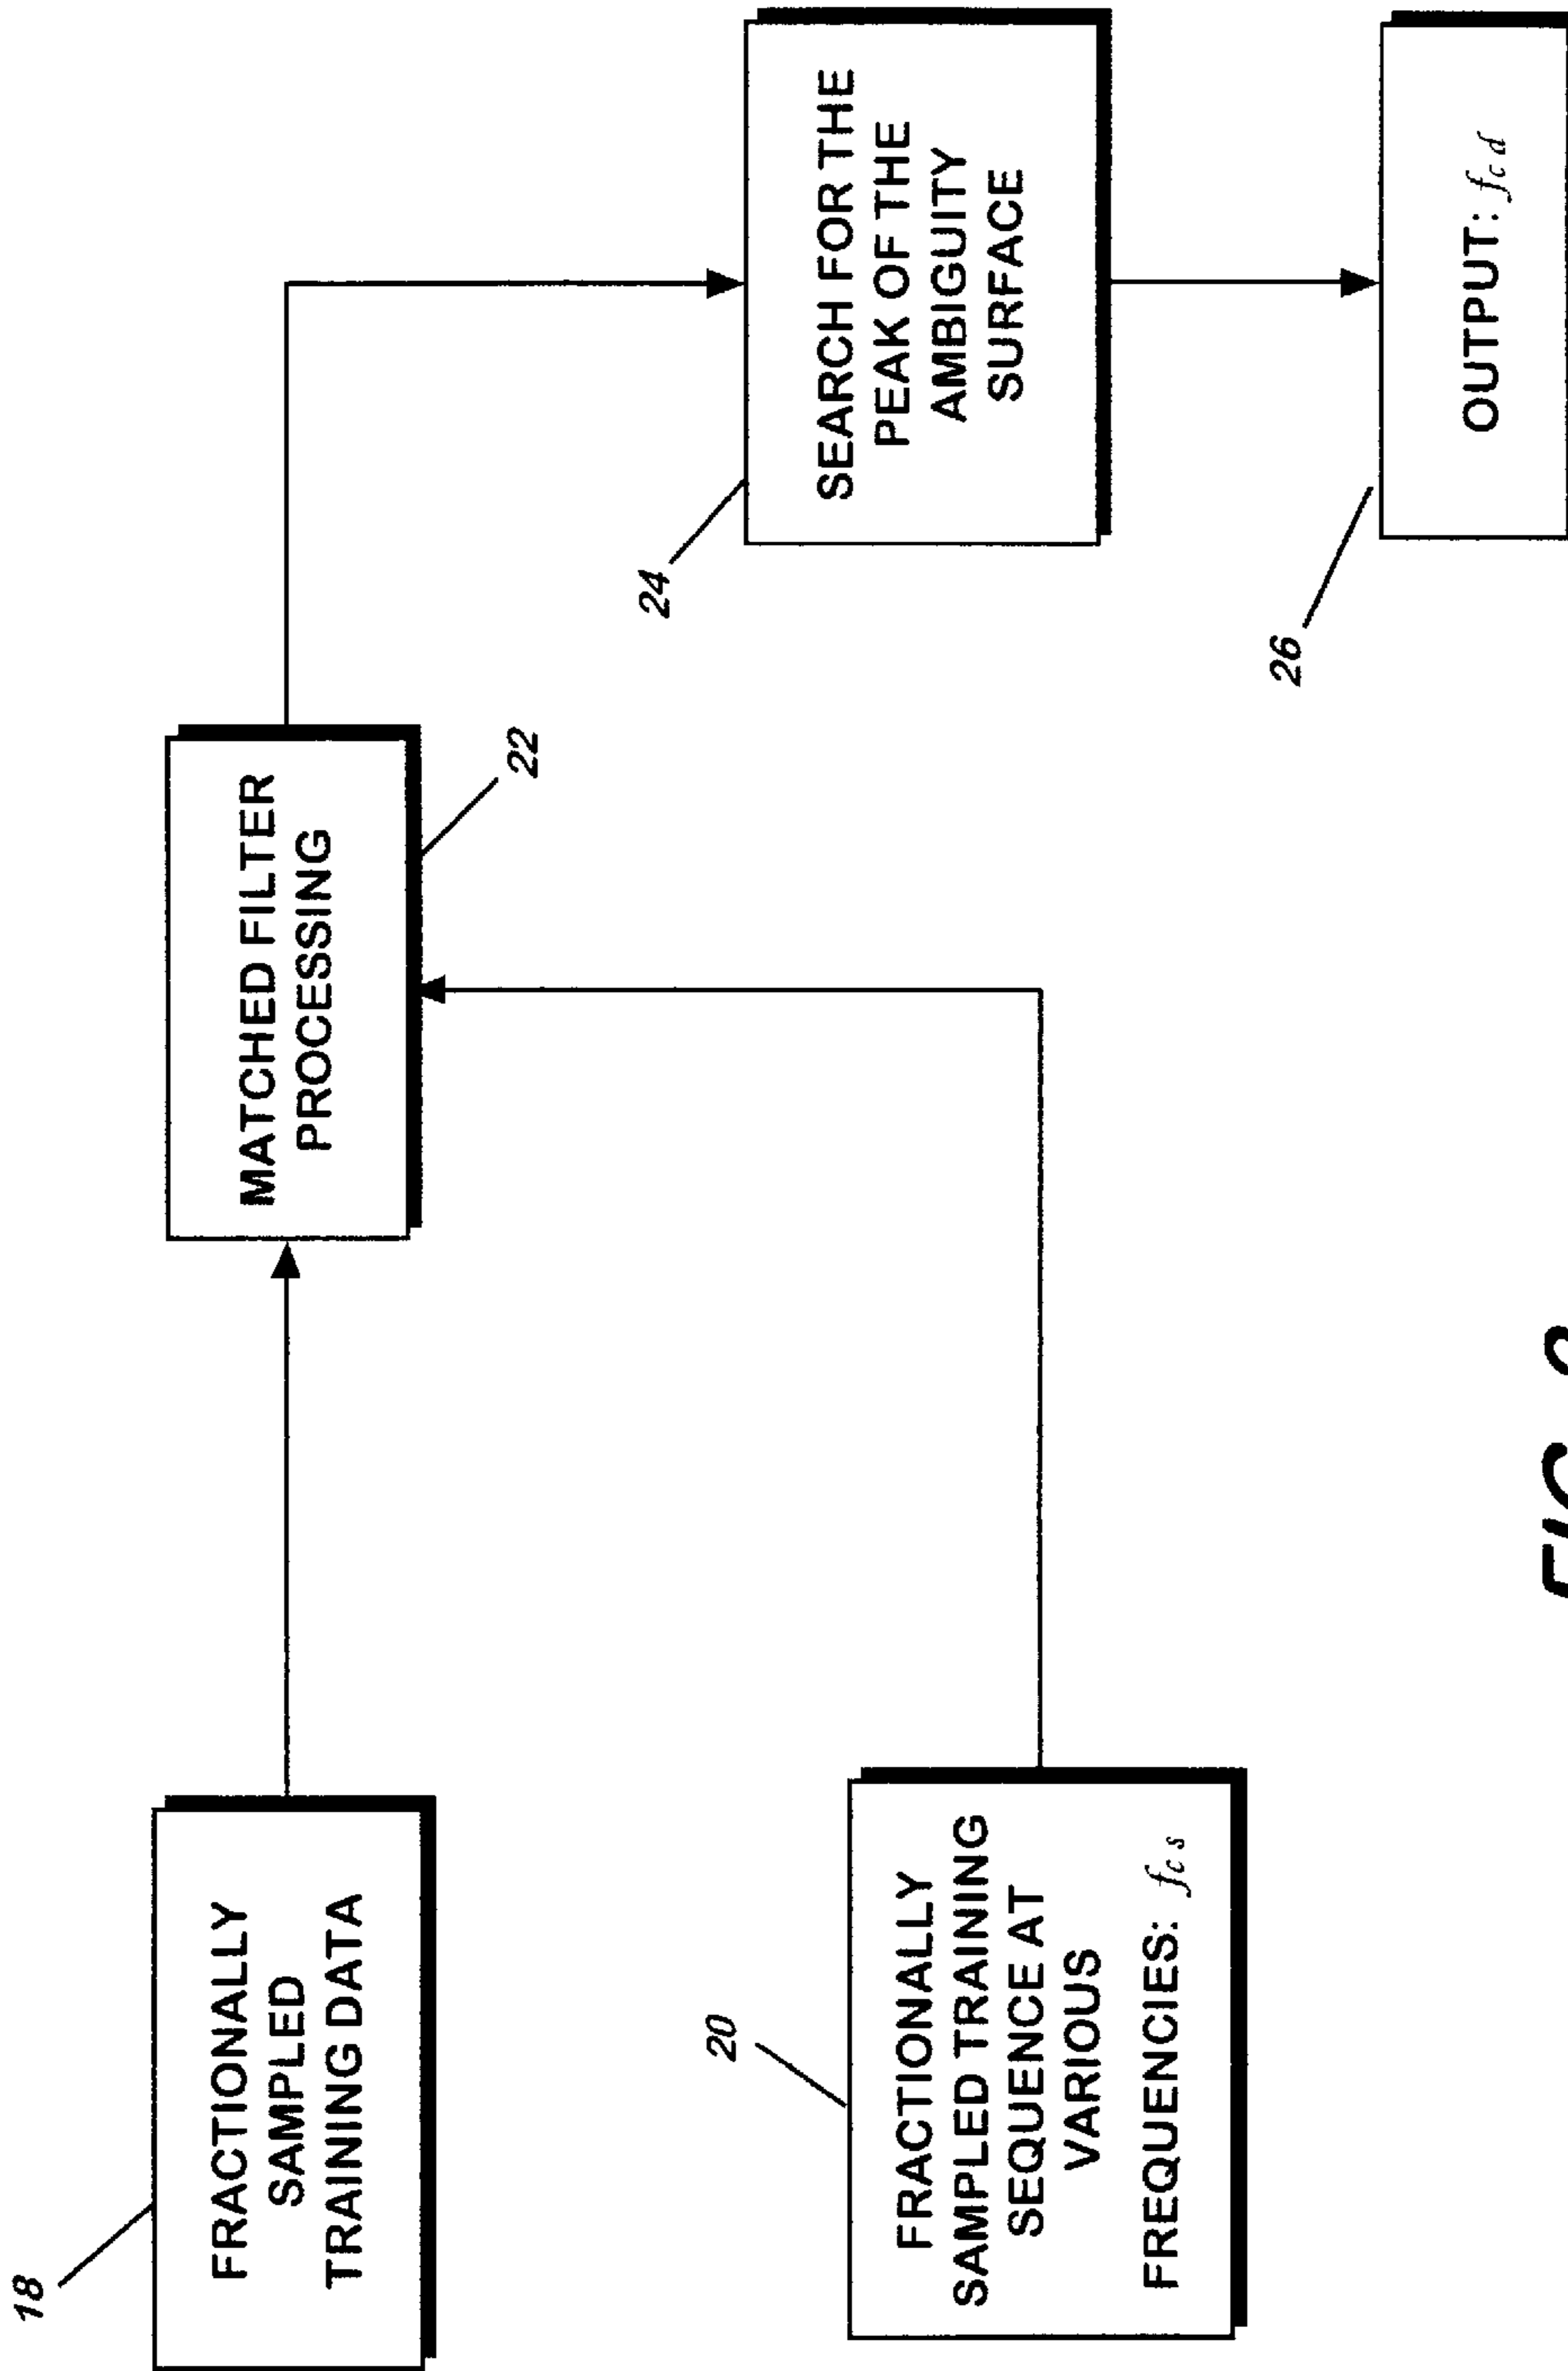 18
FRACTIONALLY
SAMPLED
TRAINING DATA
MATCHED FILTER
PROCESSING
22
20
FRACTIONALLY
SAMPLED TRAINING
SEQUENCE AT
VARIOUS
FREQUENCIES: fcs
24
SEARCH FOR THE
PEAK OF THE
AMBIGUITY
SURFACE
26
OUTPUT: fcd
FIG.